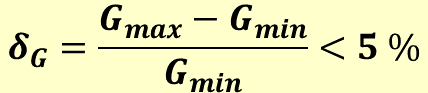 δ_G = (G_max − G_min) / G_min < 5 %